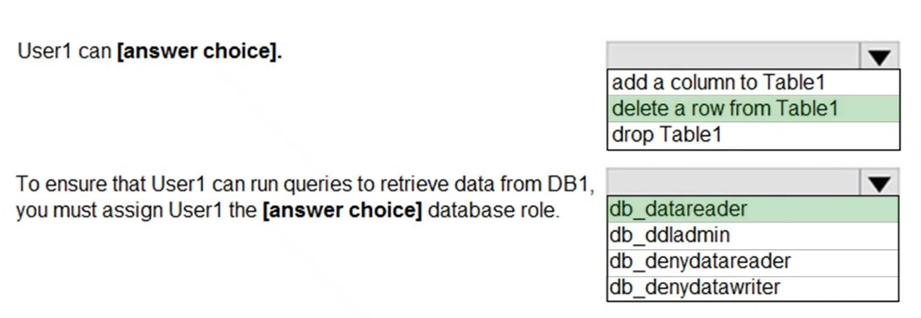 User1 can [answer choice].
add a column to Table1
delete a row from Table1
drop Table1
To ensure that User1 can run queries to retrieve data from DB1,
you must assign User1 the [answer choice] database role.
db_datareader
db_ddladmin
db_denydatareader
db_denydatawriter